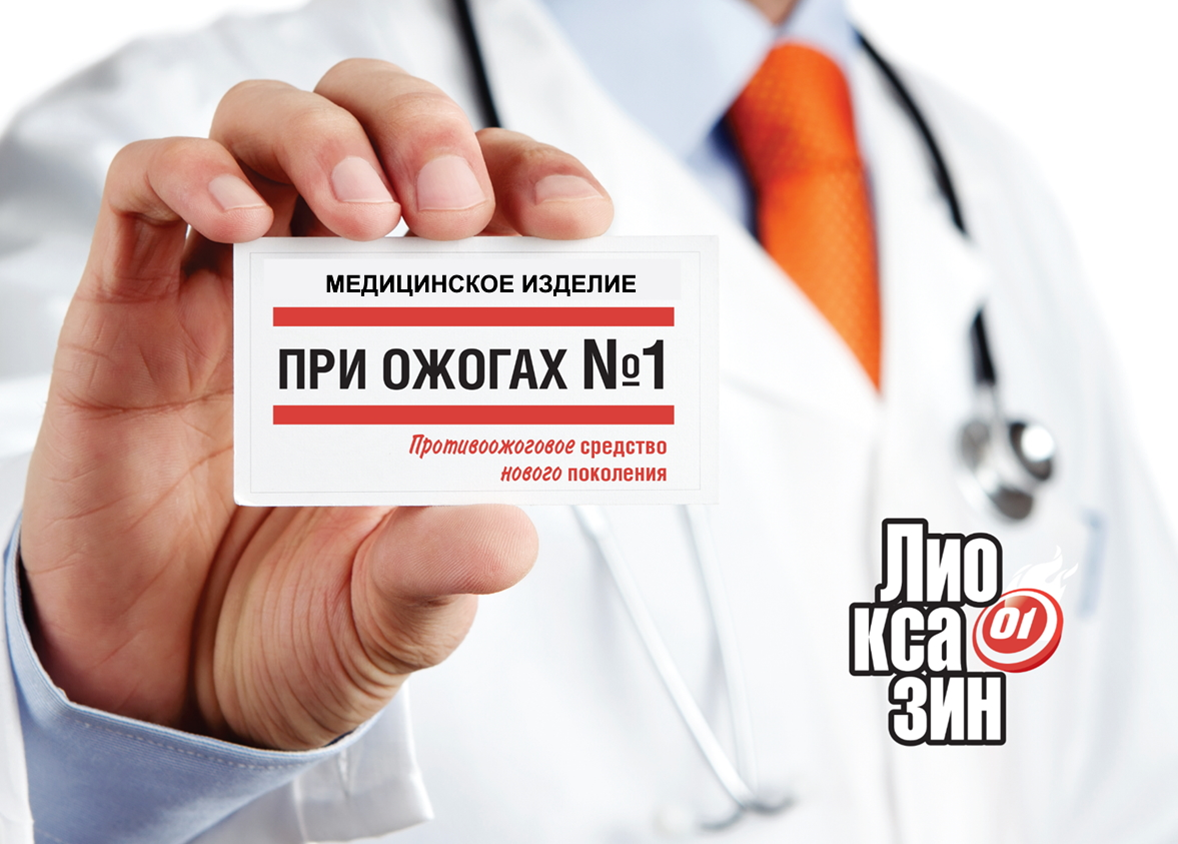 МЕДИЦИНСКОЕ ИЗДЕЛИЕ
ПРИ ОЖОГАХ №1
Противоожоговое средство
нового поколения
Лио
кса
зин
01